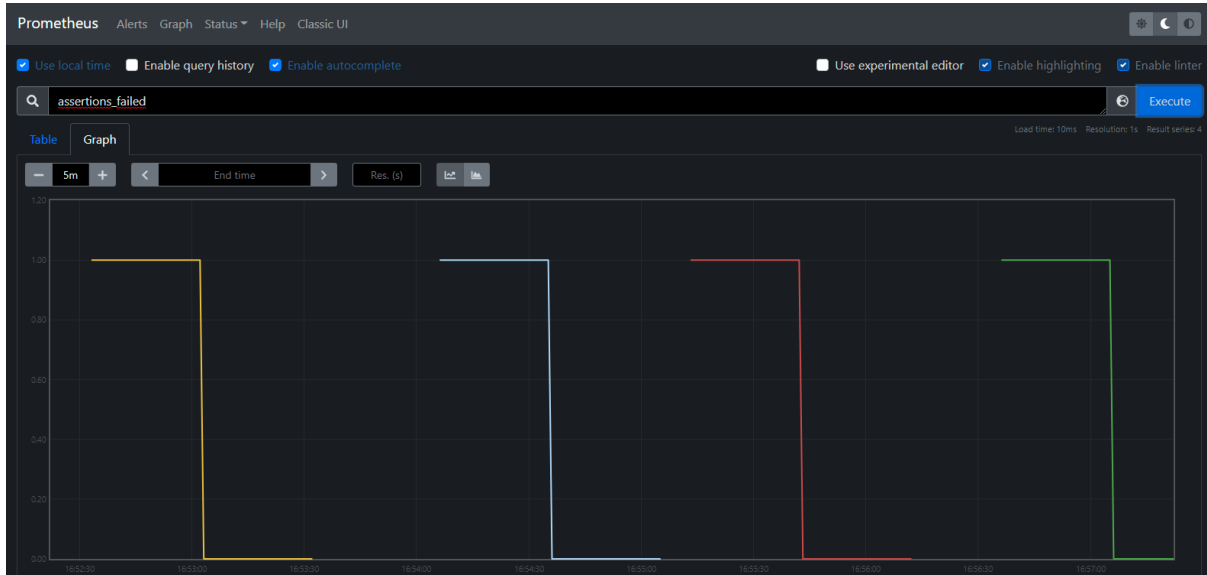 Prometheus Alerts Graph Status Help Classic UI
Use local time Enable query history Enable autocomplete Use experimental editor Enable highlighting Enable linter
assertions_failed Execute
Load time: 10ms Resolution: 1s Result series: 4
Table Graph
5m End time Res. (s)
1.20
1.00
0.80
0.60
0.40
0.20
0.00
16:52:30 16:53:00 16:53:30 16:54:00 16:54:30 16:55:00 16:55:30 16:56:00 16:56:30 16:57:00